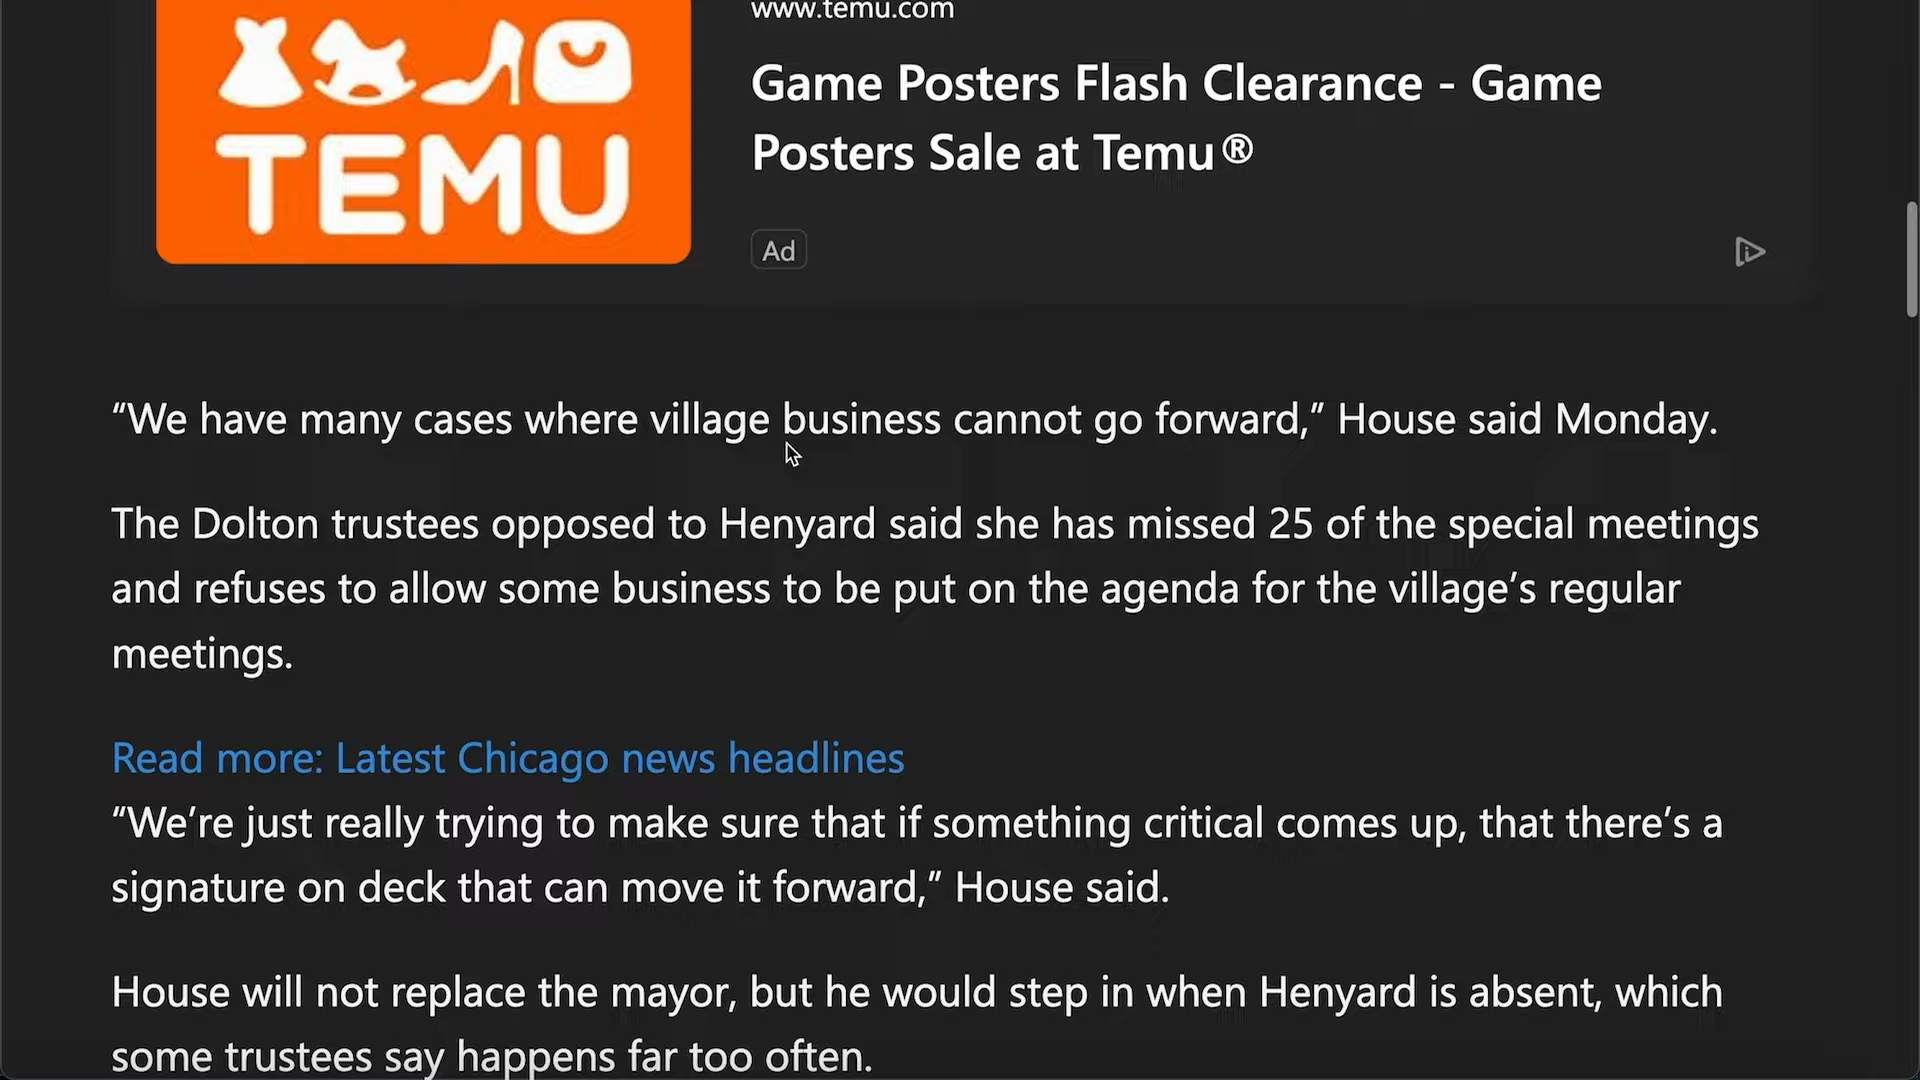 www.temu.com
TEMU
Game Posters Flash Clearance - Game
Posters Sale at Temu®
Ad
“We have many cases where village business cannot go forward,” House said Monday.
The Dolton trustees opposed to Henyard said she has missed 25 of the special meetings
and refuses to allow some business to be put on the agenda for the village’s regular
meetings.
Read more: Latest Chicago news headlines
“We’re just really trying to make sure that if something critical comes up, that there’s a
signature on deck that can move it forward,” House said.
House will not replace the mayor, but he would step in when Henyard is absent, which
some trustees say happens far too often.